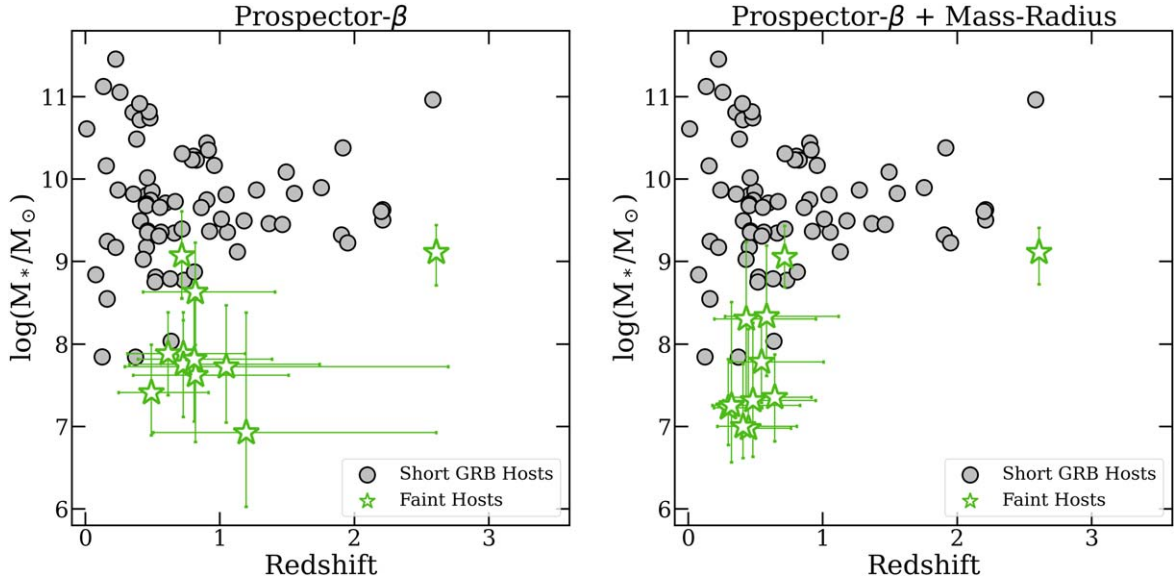 Prospector-β
Prospector-β + Mass-Radius
log(M*/M⊙)
11
10
9
8
7
6
Short GRB Hosts
Faint Hosts
0 1 2 3
Redshift
log(M*/M⊙)
11
10
9
8
7
6
Short GRB Hosts
Faint Hosts
0 1 2 3
Redshift